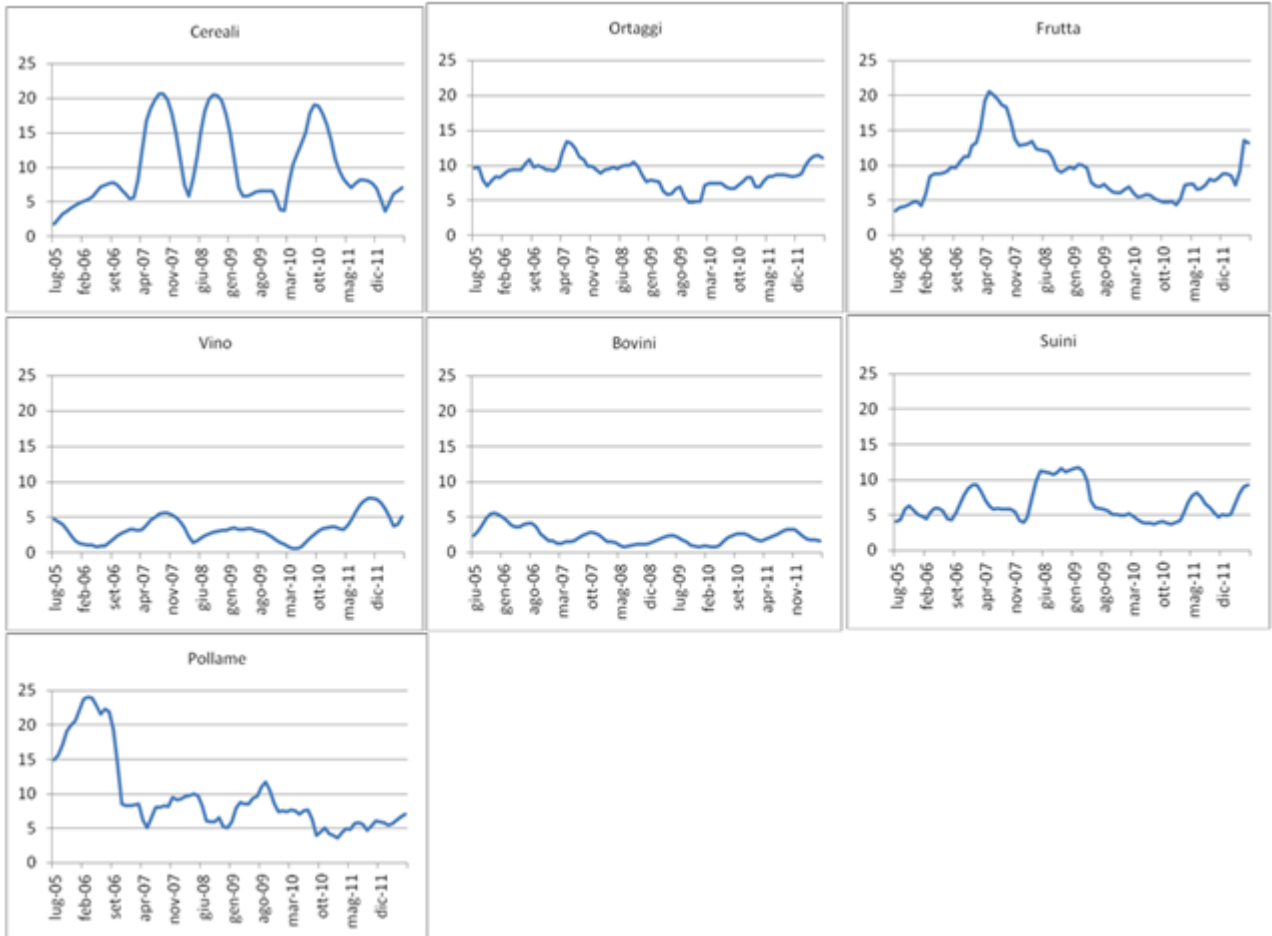 Cereali
25
20
15
10
5
0
lug-05
feb-06
set-06
apr-07
nov-07
giu-08
gen-09
ago-09
mar-10
ott-10
mag-11
dic-11
Ortaggi
25
20
15
10
5
0
lug-05
feb-06
set-06
apr-07
nov-07
giu-08
gen-09
ago-09
mar-10
ott-10
mag-11
dic-11
Frutta
25
20
15
10
5
0
lug-05
feb-06
set-06
apr-07
nov-07
giu-08
gen-09
ago-09
mar-10
ott-10
mag-11
dic-11
Vino
25
20
15
10
5
0
lug-05
feb-06
set-06
apr-07
nov-07
giu-08
gen-09
ago-09
mar-10
ott-10
mag-11
dic-11
Bovini
25
20
15
10
5
0
giu-05
gen-06
ago-06
mar-07
ott-07
mag-08
dic-08
lug-09
feb-10
set-10
apr-11
nov-11
Suini
25
20
15
10
5
0
lug-05
feb-06
set-06
apr-07
nov-07
giu-08
gen-09
ago-09
mar-10
ott-10
mag-11
dic-11
Pollame
25
20
15
10
5
0
lug-05
feb-06
set-06
apr-07
nov-07
giu-08
gen-09
ago-09
mar-10
ott-10
mag-11
dic-11